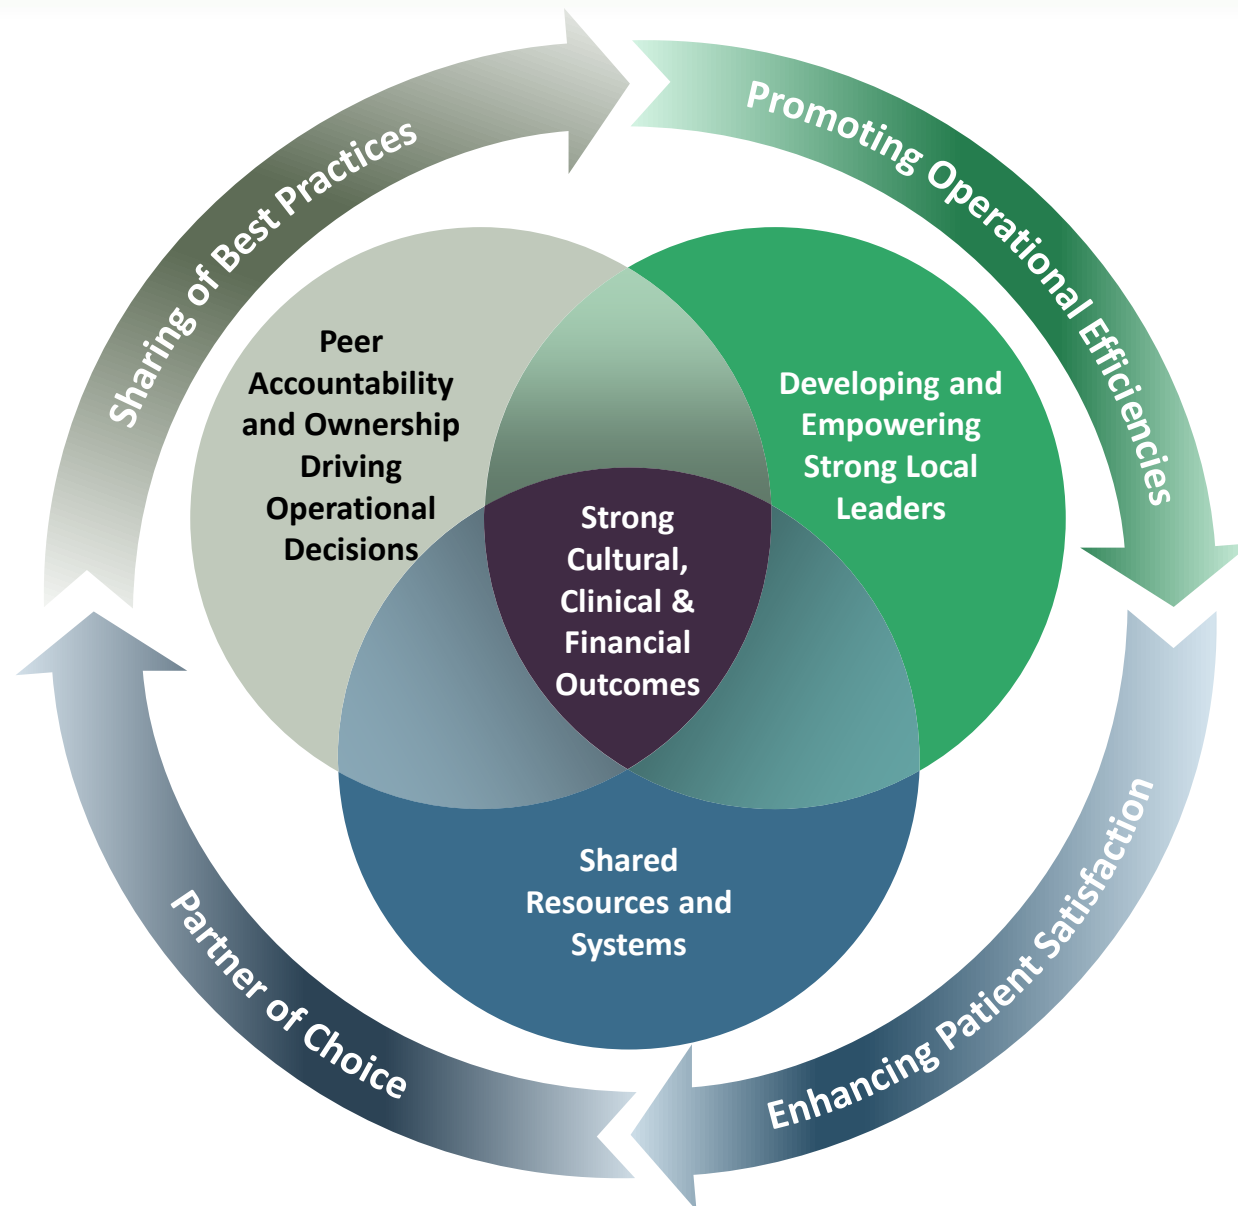 Sharing of Best Practices
Promoting Operational Efficiencies
Peer
Accountability
and Ownership
Driving
Operational
Decisions
Developing and
Empowering
Strong Local
Leaders
Strong
Cultural,
Clinical &
Financial
Outcomes
Shared
Resources and
Systems
Partner of Choice
Enhancing Patient Satisfaction